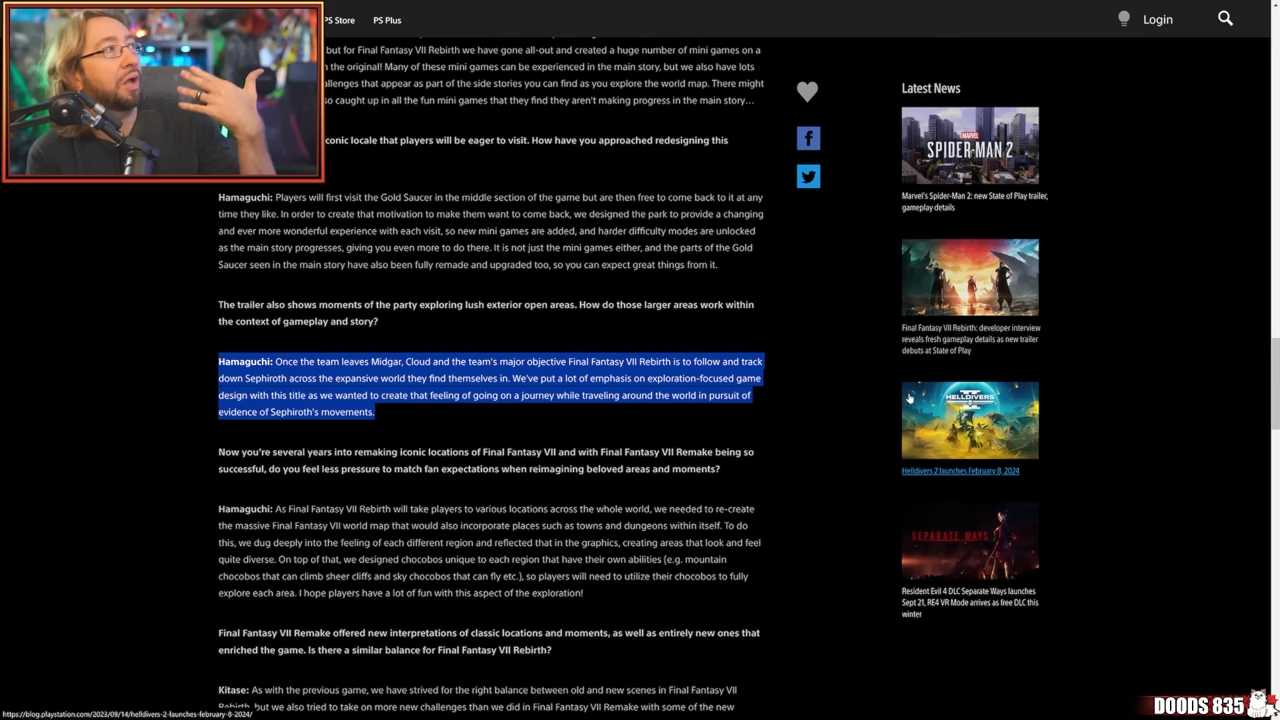 PS Store PS Plus
Login
but for Final Fantasy VII Rebirth we have gone all-out and created a huge number of mini games on a
n the original! Many of these mini games can be experienced in the main story, but we also have lots
challenges that appear as part of the side stories you can find as you explore the world map. There might
so caught up in all the fun mini games that they find they aren't making progress in the main story…
conic locale that players will be eager to visit. How have you approached redesigning this
Hamaguchi: Players will first visit the Gold Saucer in the middle section of the game but are then free to come back to it at any
time they like. In order to create that motivation to make them want to come back, we designed the park to provide a changing
and ever more wonderful experience with each visit, so new mini games are added, and harder difficulty modes are unlocked
as the main story progresses, giving you even more to do there. It is not just the mini games either, and the parts of the Gold
Saucer seen in the main story have also been fully remade and upgraded too, so you can expect great things from it.
The trailer also shows moments of the party exploring lush exterior open areas. How do those larger areas work within
the context of gameplay and story?
Hamaguchi: Once the team leaves Midgar, Cloud and the team's major objective Final Fantasy VII Rebirth is to follow and track
down Sephiroth across the expansive world they find themselves in. We've put a lot of emphasis on exploration-focused game
design with this title as we wanted to create that feeling of going on a journey while traveling around the world in pursuit of
evidence of Sephiroth's movements.
Now you're several years into remaking iconic locations of Final Fantasy VII and with Final Fantasy VII Remake being so
successful, do you feel less pressure to match fan expectations when reimagining beloved areas and moments?
Hamaguchi: As Final Fantasy VII Rebirth will take players to various locations across the whole world, we needed to re-create
the massive Final Fantasy VII world map that would also incorporate places such as towns and dungeons within itself. To do
this, we dug deeply into the feeling of each different region and reflected that in the graphics, creating areas that look and feel
quite diverse. On top of that, we designed chocobos unique to each region that have their own abilities (e.g. mountain
chocobos that can climb sheer cliffs and sky chocobos that can fly etc.), so players will need to utilize their chocobos to fully
explore each area. I hope players have a lot of fun with this aspect of the exploration!
Final Fantasy VII Remake offered new interpretations of classic locations and moments, as well as entirely new ones that
enriched the game. Is there a similar balance for Final Fantasy VII Rebirth?
Kitase: As with the previous game, we have strived for the right balance between old and new scenes in Final Fantasy VII
Rebirth, but we also tried to take on more new challenges than we did in Final Fantasy VII Remake with some of the new
Latest News
MARVEL
SPIDER-MAN 2
Marvel's Spider-Man 2: new State of Play trailer,
gameplay details
Final Fantasy VII Rebirth: developer interview
reveals fresh gameplay details as new trailer
debuts at State of Play
HELLDIVERS
II
Helldivers 2 launches February 8, 2024
SEPARATE WAYS
Resident Evil 4 DLC Separate Ways launches
Sept 21, RE4 VR Mode arrives as free DLC this
winter
https://blog.playstation.com/2023/09/14/helldivers-2-launches-february-8-2024/
DOODS 835